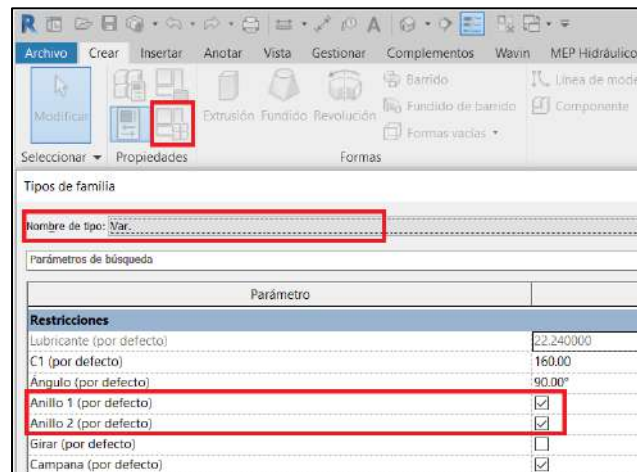 Archivo Crear Insertar Anotar Vista Gestionar Complementos Wavin MEP Hidráulico
Modificar
Extrusión Fundido Revolución
Barrido
Fundido de barrido
Formas vacías
Línea de mode
Componente
Seleccionar Propiedades Formas
Tipos de familia
Nombre de tipo: Var.
Parámetros de búsqueda
Parámetro
Restricciones
Lubricante (por defecto) 22.240000
C1 (por defecto) 160.00
Ángulo (por defecto) 90.00°
Anillo 1 (por defecto)
Anillo 2 (por defecto)
Girar (por defecto)
Campana (por defecto)